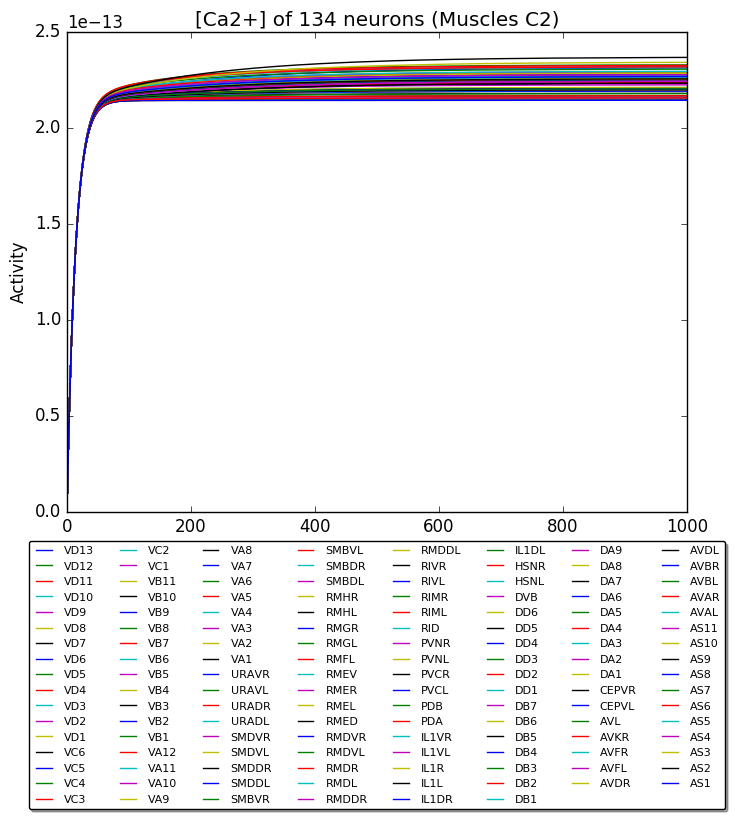 [Ca2+] of 134 neurons (Muscles C2)
1e−13
2.5
2.0
1.5
1.0
0.5
0.0
Activity
0 200 400 600 800 1000
VD13 VC2 VA8 SMBVL RMDDL IL1DL DA9 AVDL
VD12 VC1 VA7 SMBDR RIVR HSNR DA8 AVBR
VD11 VB11 VA6 SMBDL RIVL HSNL DA7 AVBL
VD10 VB10 VA5 RMHR RIMR DVB DA6 AVAR
VD9 VB9 VA4 RMHL RIML DD6 DA5 AVAL
VD8 VB8 VA3 RMGR RID DD5 DA4 AS11
VD7 VB7 VA2 RMGL PVNR DD4 DA3 AS10
VD6 VB6 VA1 RMFL PVNL DD3 DA2 AS9
VD5 VB5 URAVR RMEV PVCR DD2 DA1 AS8
VD4 VB4 URAVL RMER PVCL DD1 CEPVR AS7
VD3 VB3 URADR RMEL PDB DB7 CEPVL AS6
VD2 VB2 URADL RMED PDA DB6 AVL AS5
VD1 VB1 SMDVR RMDVR IL1VR DB5 AVKR AS4
VC6 VA12 SMDVL RMDVL IL1VL DB4 AVFR AS3
VC5 VA11 SMDDR RMDR IL1R DB3 AVFL AS2
VC4 VA10 SMDDL RMDL IL1L DB2 AVDR AS1
VC3 VA9 SMBVR RMDDR IL1DR DB1